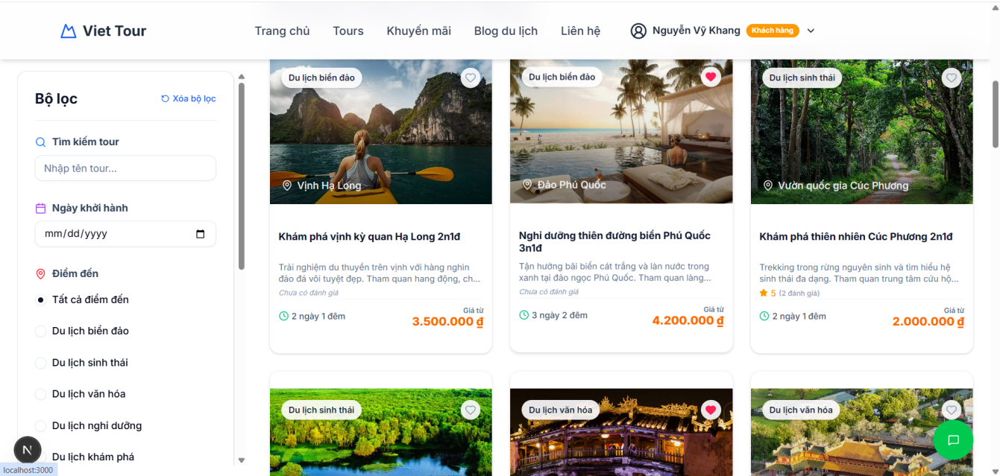 Viet Tour
Trang chủ
Tours
Khuyến mãi
Blog du lịch
Liên hệ
Nguyễn Vỹ Khang
Khách hàng
Bộ lọc
Xóa bộ lọc
Tìm kiếm tour
Nhập tên tour...
Ngày khởi hành
mm/dd/yyyy
Điểm đến
Tất cả điểm đến
Du lịch biển đảo
Du lịch sinh thái
Du lịch văn hóa
Du lịch nghỉ dưỡng
Du lịch khám phá
N
localhost:3000
Du lịch biển đảo
Vịnh Hạ Long
Khám phá vịnh kỳ quan Hạ Long 2n1đ
Trải nghiệm du thuyền trên vịnh với hàng nghìn
đảo đá vôi tuyệt đẹp. Tham quan hang động, ch...
Chưa có đánh giá
2 ngày 1 đêm
Giá từ
3.500.000 ₫
Du lịch biển đảo
Đảo Phú Quốc
Nghỉ dưỡng thiên đường biển Phú Quốc
3n1đ
Tận hưởng bãi biển cát trắng và làn nước trong
xanh tại đảo ngọc Phú Quốc. Tham quan làng...
Chưa có đánh giá
3 ngày 2 đêm
Giá từ
4.200.000 ₫
Du lịch sinh thái
Vườn quốc gia Cúc Phương
Khám phá thiên nhiên Cúc Phương 2n1đ
Trekking trong rừng nguyên sinh và tìm hiểu hệ
sinh thái đa dạng. Tham quan trung tâm cứu hộ...
5 (2 đánh giá)
2 ngày 1 đêm
Giá từ
2.000.000 ₫
Du lịch sinh thái
Du lịch văn hóa
Du lịch văn hóa